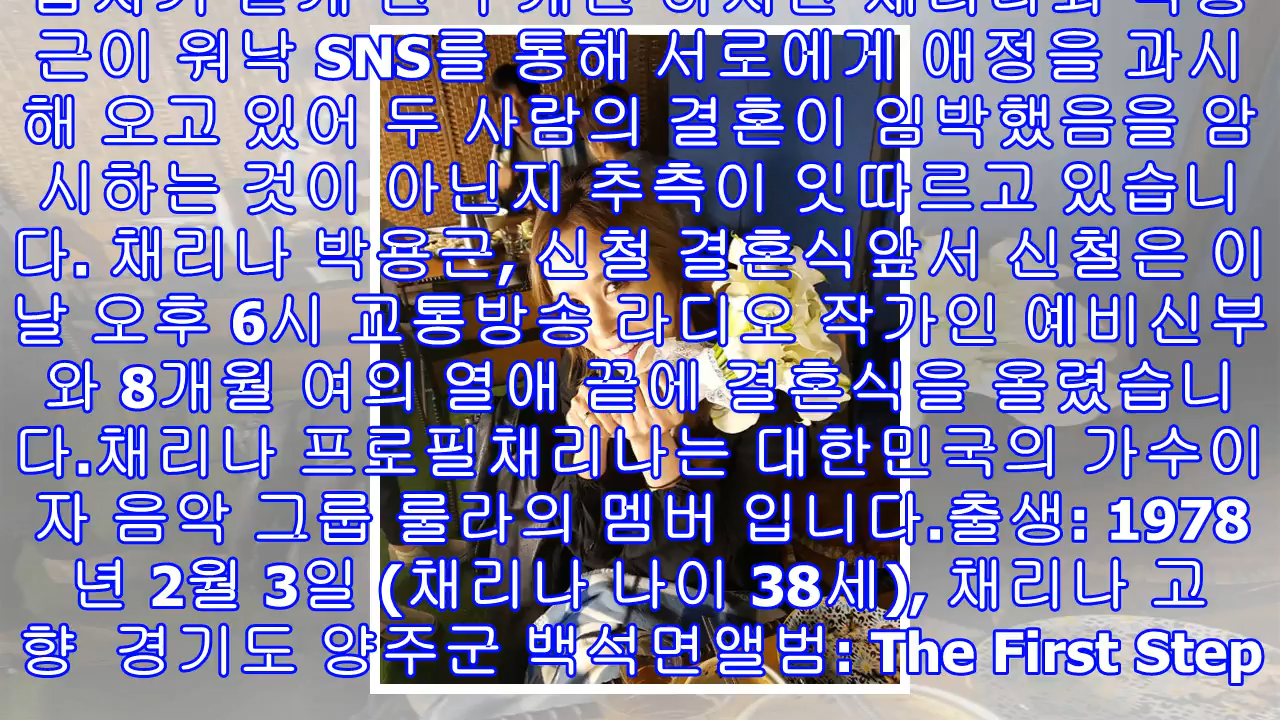 근이 워낙 SNS를 통해 서로에게 애정을 과시
해 오고 있어 두 사람의 결혼이 임박했음을 암
시하는 것이 아닌지 추측이 잇따르고 있습니
다. 채리나 박용근, 신철 결혼식앞서 신철은 이
날 오후 6시 교통방송 라디오 작가인 예비신부
와 8개월 여의 열애 끝에 결혼식을 올렸습니
다.채리나 프로필채리나는 대한민국의 가수이
자 음악 그룹 룰라의 멤버 입니다.출생: 1978
년 2월 3일 (채리나 나이 38세), 채리나 고
향  경기도 양주군 백석면앨범: The First Step